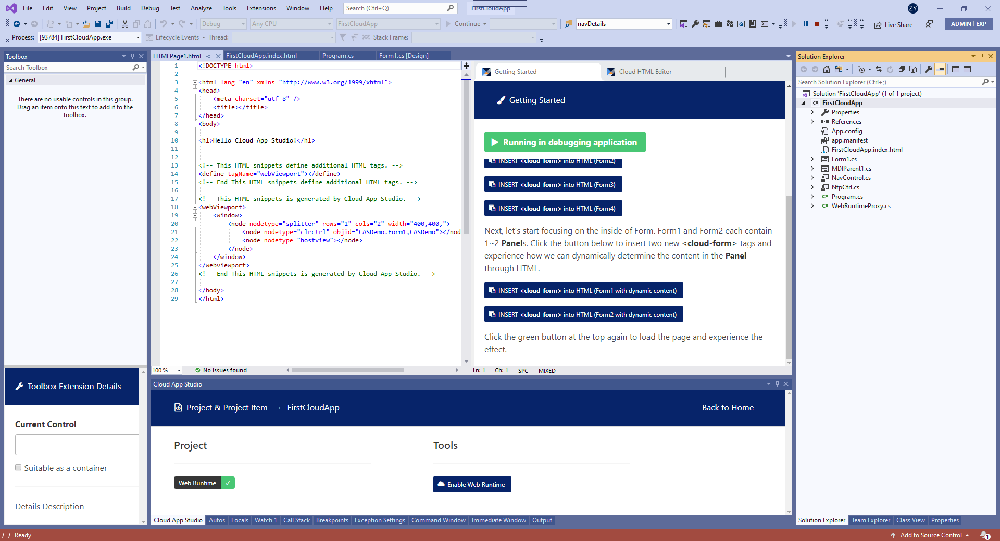 File Edit View Project Build Debug Test Analyze Tools Extensions Window Help Search (Ctrl+Q) FirstCloudApp ZY
Debug Any CPU FirstCloudApp Continue navDetails Live Share ADMIN | EXP
Process: [93784] FirstCloudApp.exe Lifecycle Events Thread: Stack Frame:
Toolbox
Search Toolbox
General
There are no usable controls in this group.
Drag an item onto this text to add it to the
toolbox.
Toolbox Extension Details
Current Control
Suitable as a container
Details Description
HTMLPage1.html FirstCloudApp.index.html Program.cs Form1.cs [Design]
1 <!DOCTYPE html>
2
3 <html lang="en" xmlns="http://www.w3.org/1999/xhtml">
4 <head>
5 <meta charset="utf-8" />
6 <title></title>
7 </head>
8 <body>
9
10 <h1>Hello Cloud App Studio!</h1>
11
12
13 <!-- This HTML snippets define additional HTML tags. -->
14 <define tagName="webViewport"></define>
15 <!-- End This HTML snippets define additional HTML tags. -->
16
17 <!-- This HTML snippets is generated by Cloud App Studio. -->
18 <webViewport>
19 <window>
20 <node nodetype="splitter" rows="1" cols="2" width="400,400,">
21 <node nodetype="clrctrl" objid="CASDemo.Form1,CASDemo"></nod
22 <node nodetype="hostview"></node>
23 </node>
24 </window>
25 </webviewport>
26 <!-- End This HTML snippets is generated by Cloud App Studio. -->
27
28 </body>
29 </html>
100 % No issues found Ln: 1 Ch: 1 SPC MIXED
Getting Started Cloud HTML Editor
Getting Started
Running in debugging application
INSERT <cloud-form> into HTML (Form2)
INSERT <cloud-form> into HTML (Form3)
INSERT <cloud-form> into HTML (Form4)
Next, let's start focusing on the inside of Form. Form1 and Form2 each contain
1~2 Panels. Click the button below to insert two new <cloud-form> tags and
experience how we can dynamically determine the content in the Panel
through HTML.
INSERT <cloud-form> into HTML (Form1 with dynamic content)
INSERT <cloud-form> into HTML (Form2 with dynamic content)
Click the green button at the top again to load the page and experience the
effect.
Cloud App Studio
Project & Project Item → FirstCloudApp Back to Home
Project Tools
Web Runtime ✓ Enable Web Runtime
Cloud App Studio Autos Locals Watch 1 Call Stack Breakpoints Exception Settings Command Window Immediate Window Output
Solution Explorer
Search Solution Explorer (Ctrl+;)
Solution 'FirstCloudApp' (1 of 1 project)
C# FirstCloudApp
Properties
References
App.config
app.manifest
FirstCloudApp.index.html
Form1.cs
MDIParent1.cs
NavControl.cs
NtpCtrl.cs
C# Program.cs
C# WebRuntimeProxy.cs
Solution Explorer Team Explorer Class View Properties
Ready Add to Source Control 1